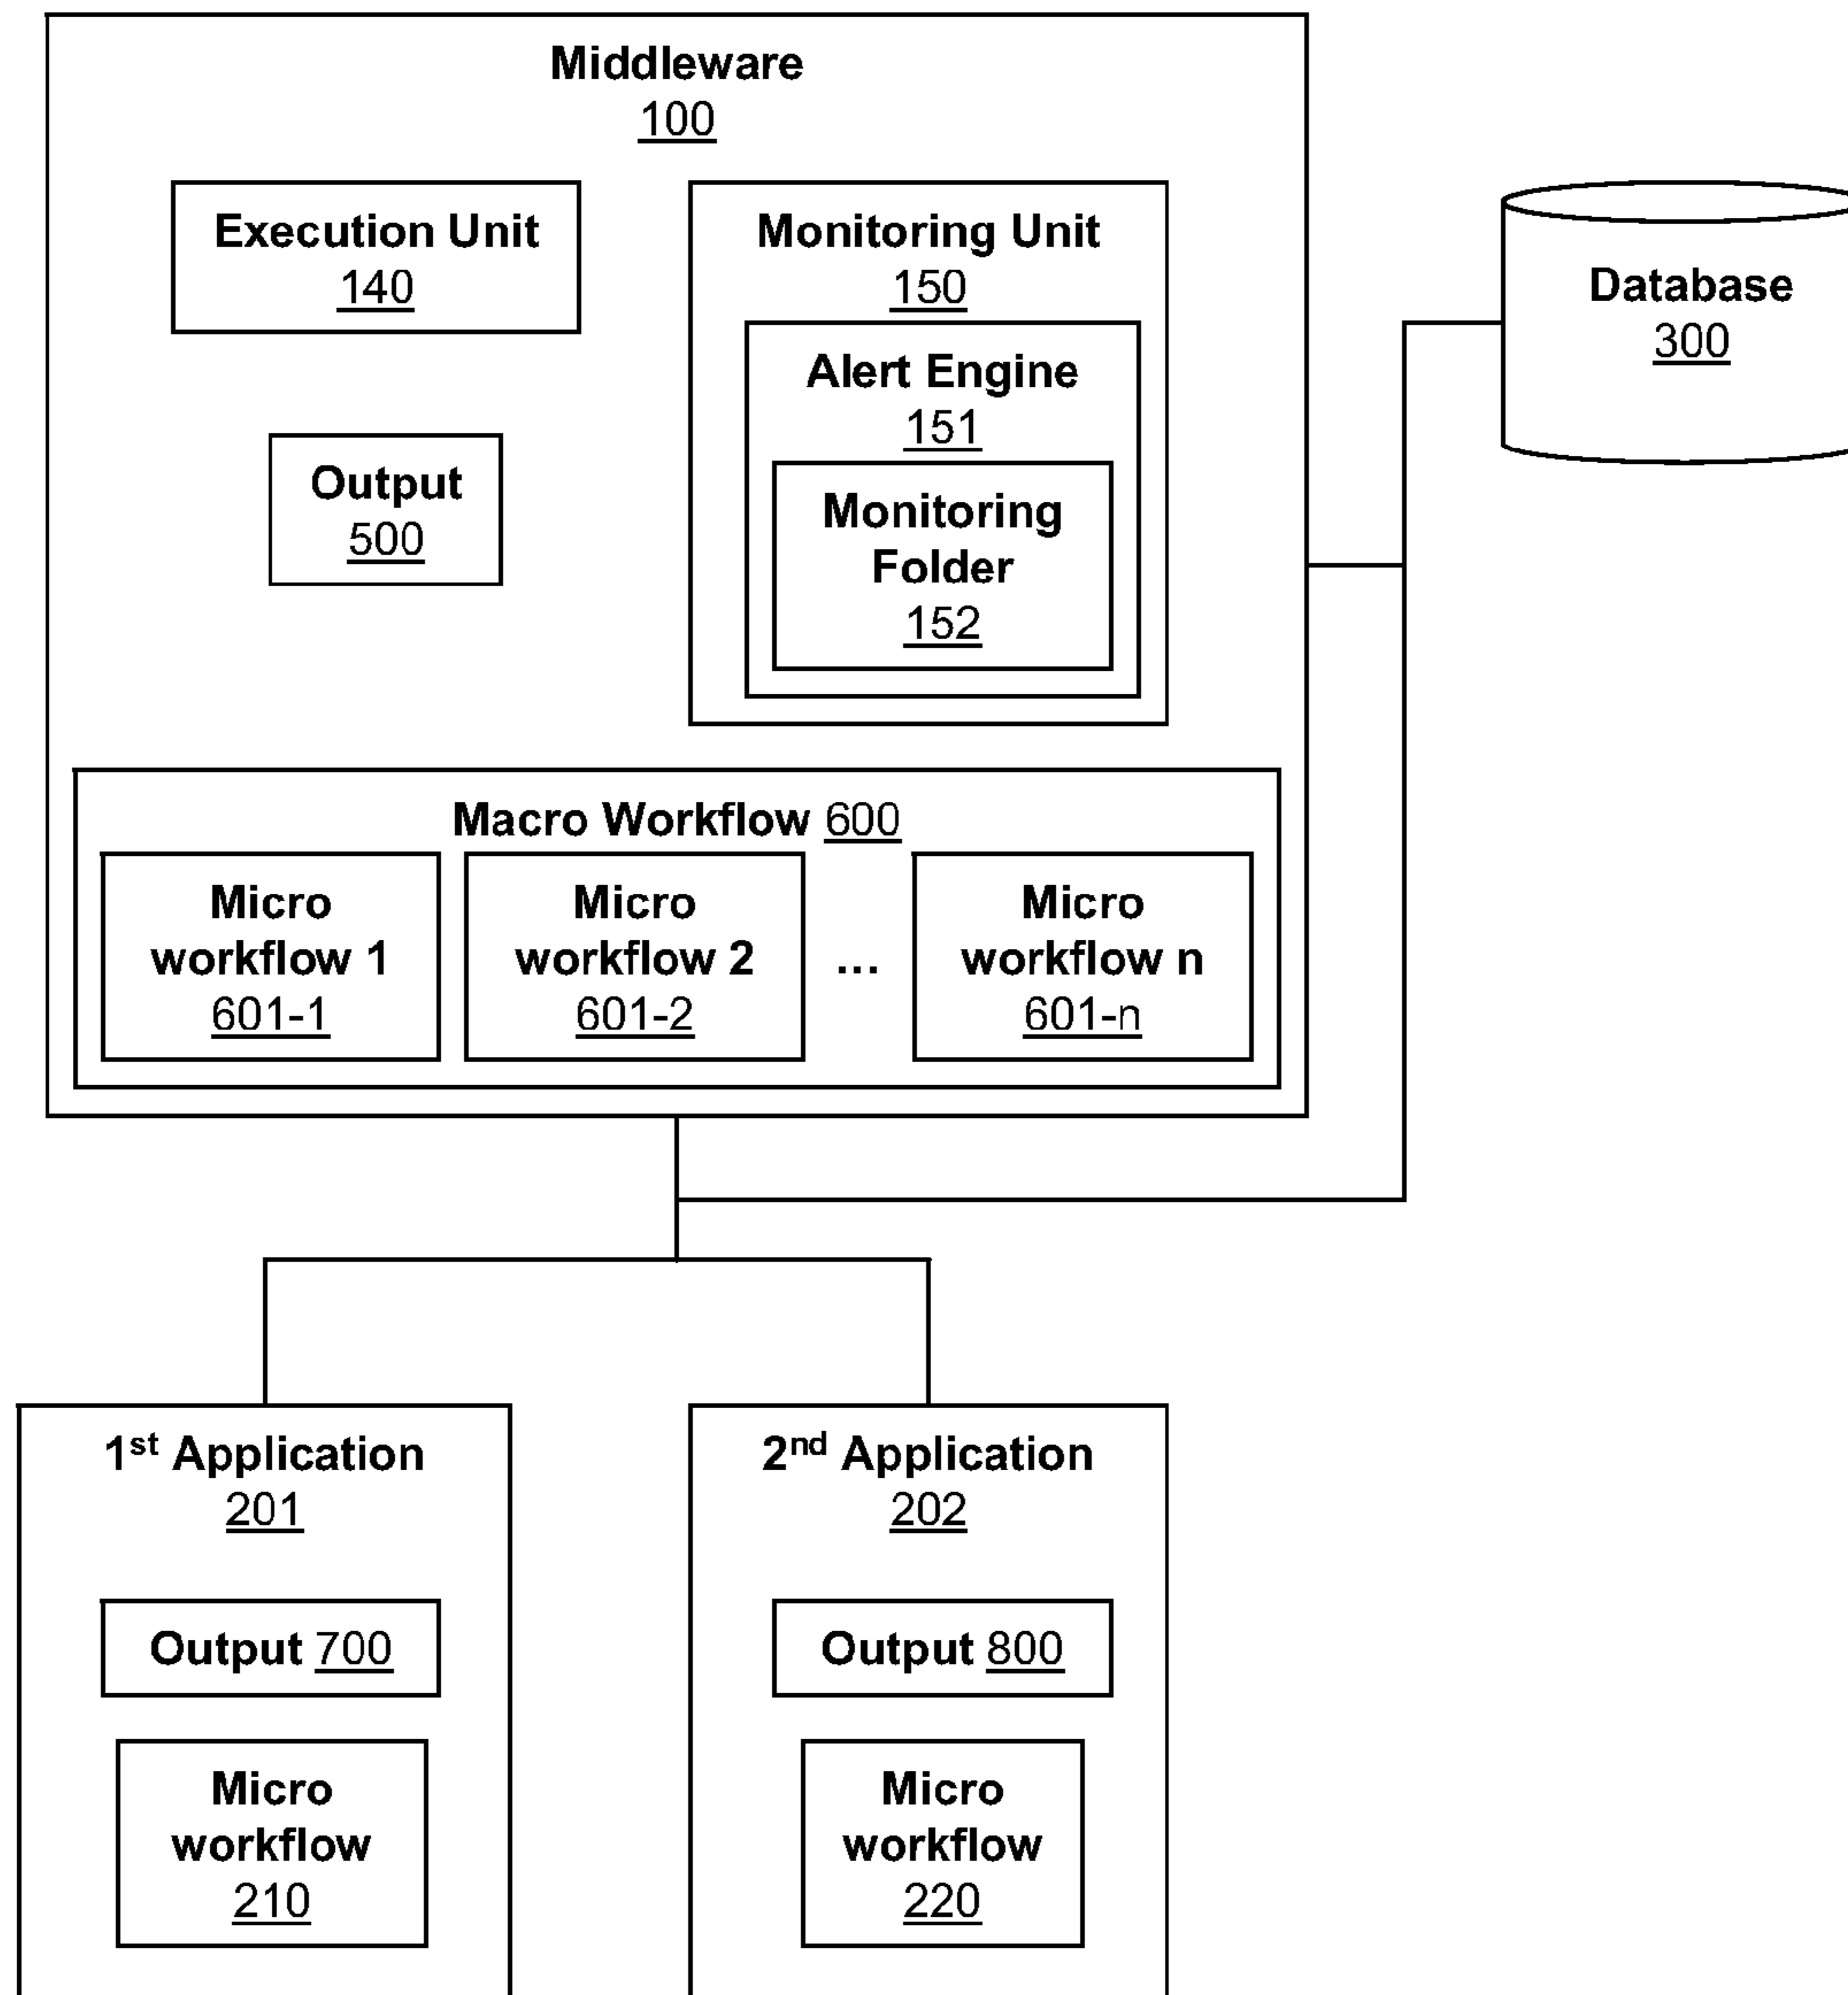 Middleware
100
Execution Unit
140
Monitoring Unit
150
Alert Engine
151
Monitoring
Folder
152
Output
500
Database
300
Macro Workflow 600
Micro
workflow 1
601-1
Micro
workflow 2
601-2
...
Micro
workflow n
601-n
1st Application
201
Output 700
Micro
workflow
210
2nd Application
202
Output 800
Micro
workflow
220